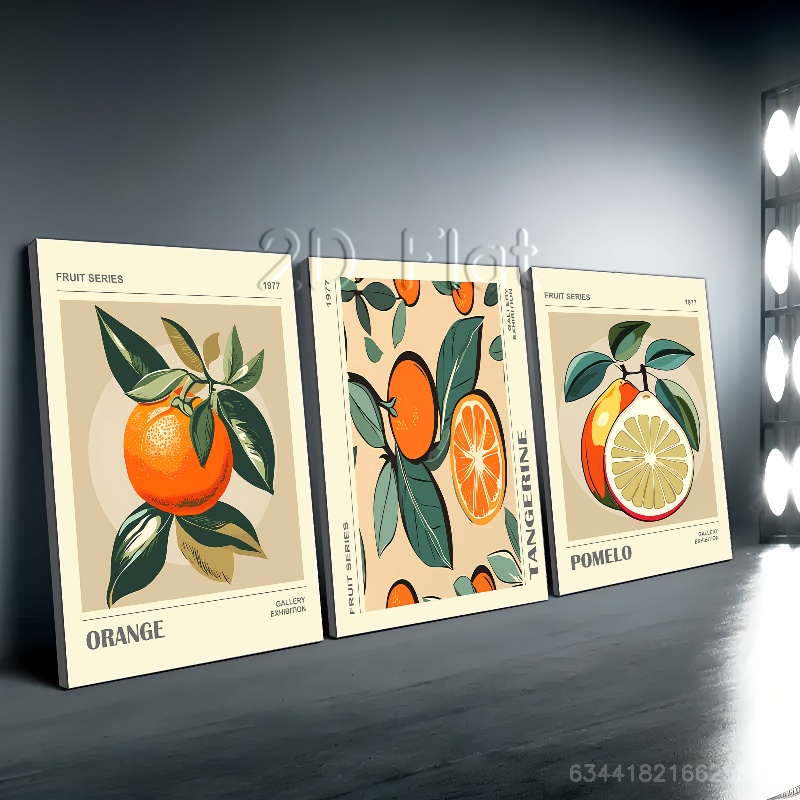 2D Flat
FRUIT SERIES
1977
ORANGE
GALLERY
EXHIBITION
1977
FRUIT SERIES
GALLERY
EXHIBITION
TANGERINE
FRUIT SERIES
1977
POMELO
GALLERY
EXHIBITION